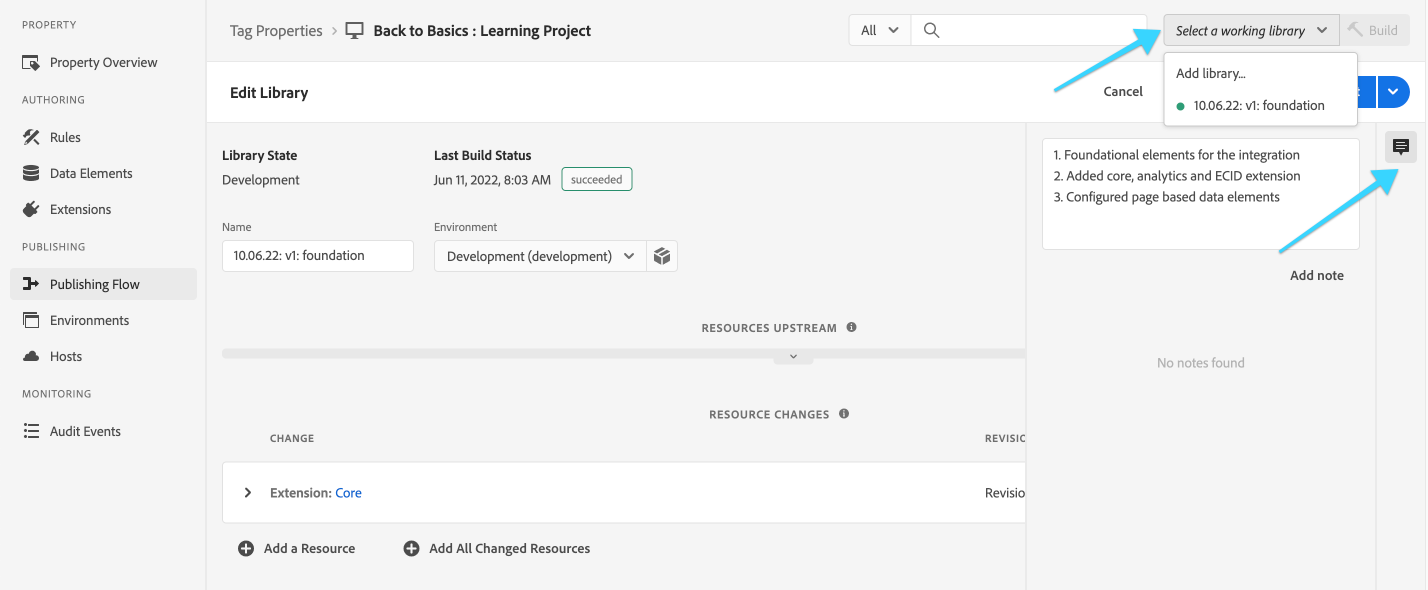 PROPERTY
Property Overview
AUTHORING
Rules
Data Elements
Extensions
PUBLISHING
Publishing Flow
Environments
Hosts
MONITORING
Audit Events
Tag Properties > Back to Basics : Learning Project
All
Select a working library
Build
Add library...
10.06.22: v1: foundation
Edit Library
Cancel
Library State
Development
Last Build Status
Jun 11, 2022, 8:03 AM succeeded
Name
10.06.22: v1: foundation
Environment
Development (development)
RESOURCES UPSTREAM
RESOURCE CHANGES
CHANGE
Extension: Core
Add a Resource
Add All Changed Resources
1. Foundational elements for the integration
2. Added core, analytics and ECID extension
3. Configured page based data elements
Add note
No notes found